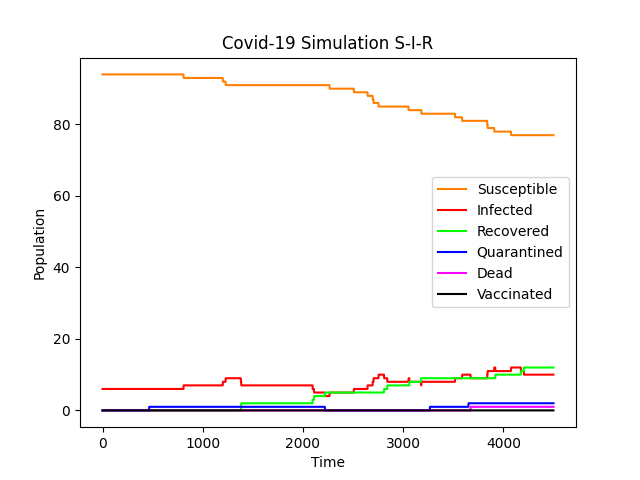 Covid-19 Simulation S-I-R
80
60
40
20
0
Population
Susceptible
Infected
Recovered
Quarantined
Dead
Vaccinated
0 1000 2000 3000 4000
Time